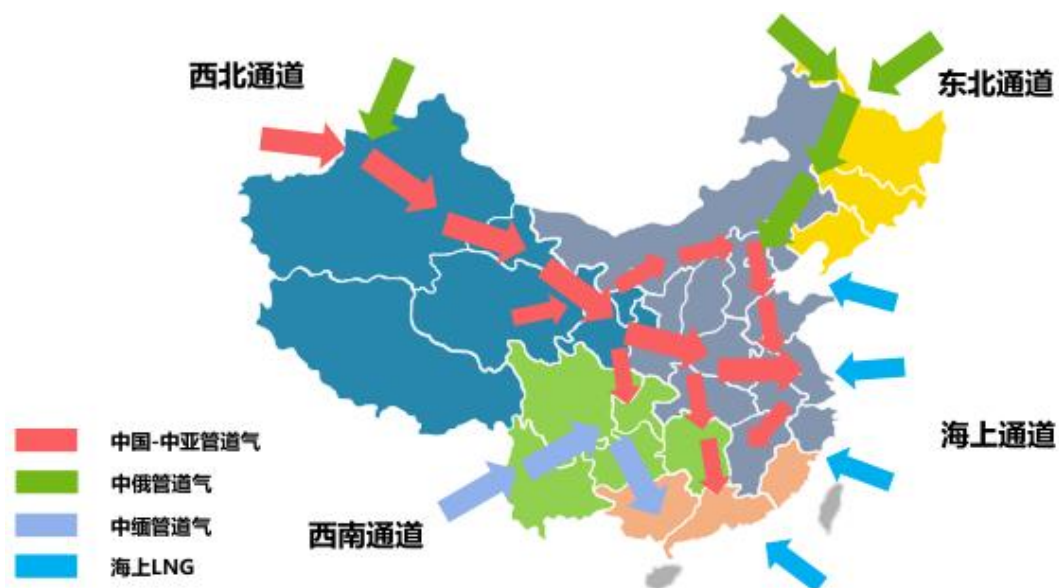 西北通道
东北通道
海上通道
西南通道
中国-中亚管道气
中俄管道气
中缅管道气
海上LNG